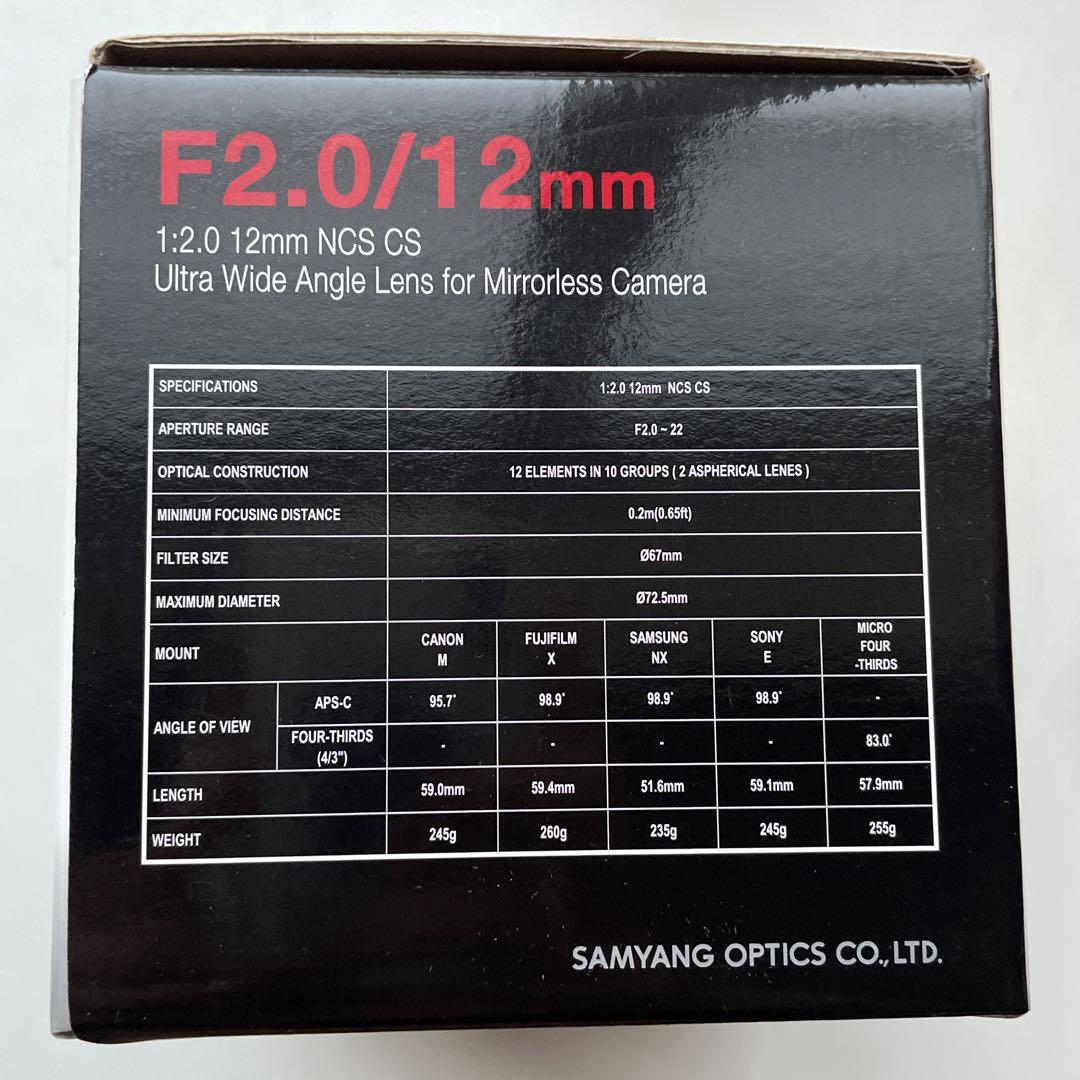 F2.0/12mm
1:2.0 12mm NCS CS
Ultra Wide Angle Lens for Mirrorless Camera
SPECIFICATIONS 1:2.0 12mm NCS CS
APERTURE RANGE F2.0 ~ 22
OPTICAL CONSTRUCTION 12 ELEMENTS IN 10 GROUPS ( 2 ASPHERICAL LENES )
MINIMUM FOCUSING DISTANCE 0.2m(0.65ft)
FILTER SIZE Ø67mm
MAXIMUM DIAMETER Ø72.5mm
MOUNT CANON M FUJIFILM X SAMSUNG NX SONY E MICRO FOUR -THIRDS
ANGLE OF VIEW APS-C 95.7° 98.9° 98.9° 98.9° -
FOUR-THIRDS (4/3") - - - - 83.0°
LENGTH 59.0mm 59.4mm 51.6mm 59.1mm 57.9mm
WEIGHT 245g 260g 235g 245g 255g
SAMYANG OPTICS CO.,LTD.